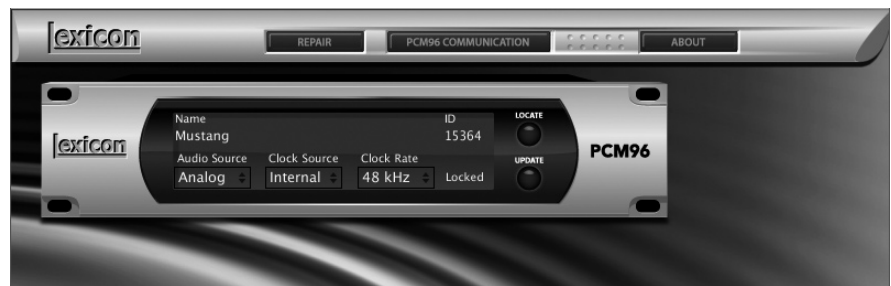 lexicon REPAIR PCM96 COMMUNICATION ABOUT
Name ID LOCATE
Mustang 15364
lexicon PCM96
Audio Source Clock Source Clock Rate UPDATE
Analog Internal 48 kHz Locked